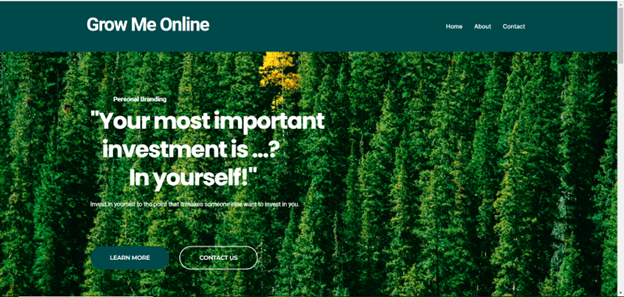 Grow Me Online
Home About Contact
Personal Branding
"Your most important
investment is ...?
In yourself!"
Invest in yourself to the point that it makes someone else want to invest in you.
LEARN MORE CONTACT US